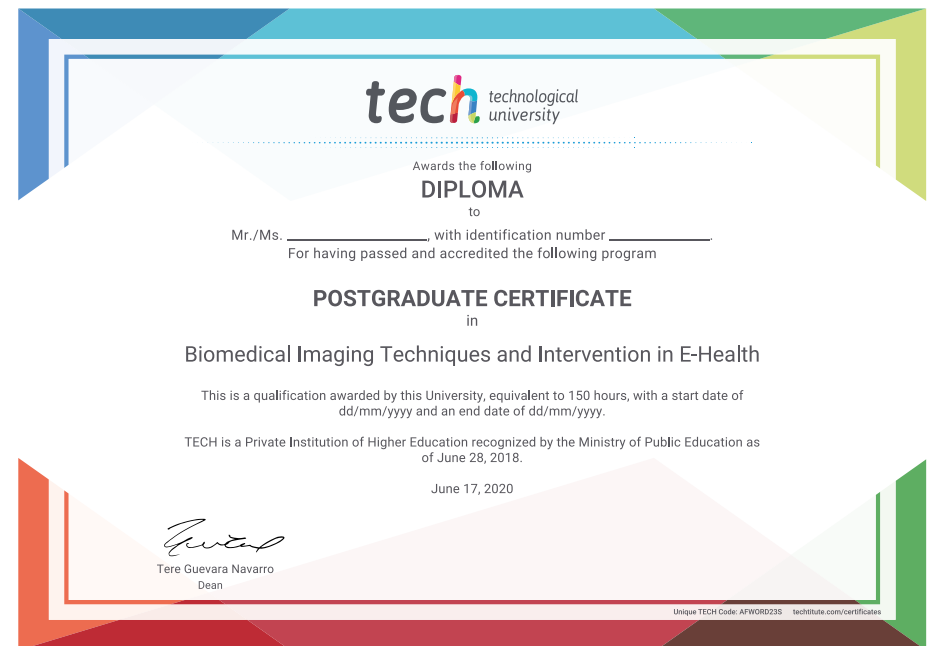 tech technological
university
Awards the following
DIPLOMA
to
Mr./Ms. ____________________, with identification number ______________.
For having passed and accredited the following program
POSTGRADUATE CERTIFICATE
in
Biomedical Imaging Techniques and Intervention in E-Health
This is a qualification awarded by this University, equivalent to 150 hours, with a start date of
dd/mm/yyyy and an end date of dd/mm/yyyy.
TECH is a Private Institution of Higher Education recognized by the Ministry of Public Education as
of June 28, 2018.
June 17, 2020
Tere Guevara Navarro
Dean
Unique TECH Code: AFWORD23S techtitute.com/certificates